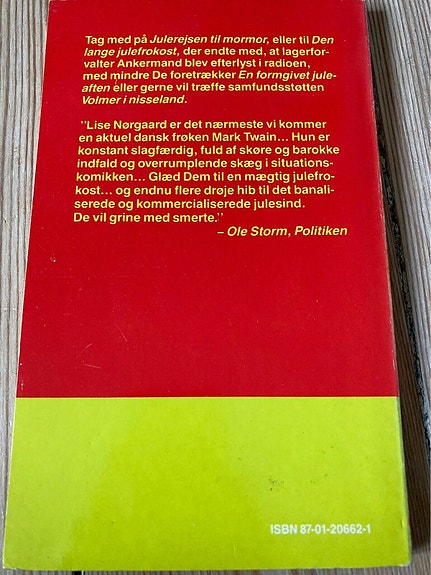 Tag med på Julerejsen til mormor, eller til Den
lange julefrokost, der endte med, at lagerfor-
valter Ankermand blev efterlyst i radioen,
med mindre De foretrækker En formgivet jule-
aften eller gerne vil træffe samfundsstøtten
Volmer i nisseland.
"Lise Nørgaard er det nærmeste vi kommer
en aktuel dansk frøken Mark Twain... Hun er
konstant slagfærdig, fuld af skøre og barokke
indfald og overrumplende skæg i situations-
komikken... Glæd Dem til en mægtig julefro-
kost... og endnu flere drøje hib til det banali-
serede og kommercialiserede julesind.
De vil grine med smerte."
– Ole Storm, Politiken
ISBN 87-01-20662-1